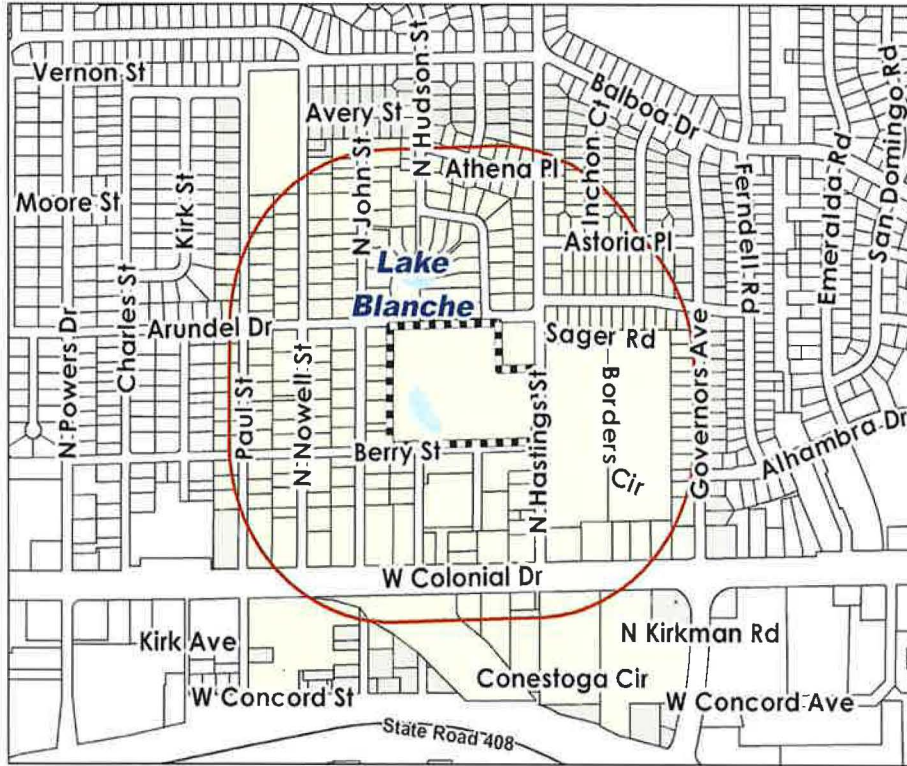 Vernon St
Avery St
N Hudson St
Balboa Dr
Inchon Ct
San Domingo Rd
Emeralda Rd
Ferndell Rd
Moore St
Kirk St
N John St
Athena Pl
Astoria Pl
Lake
Blanche
Charles St
N Powers Dr
Arundel Dr
Sager Rd
Governors Ave
Paul St
N Nowell St
Borders Cir
N Hastings St
Berry St
Alhambra Dr
W Colonial Dr
Kirk Ave
N Kirkman Rd
W Concord St
Conestoga Cir
W Concord Ave
State Road 408